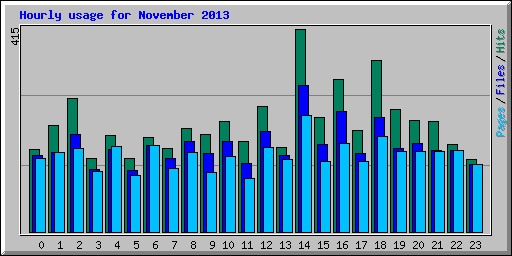 Hourly usage for November 2013
415
Pages/Files/Hits
0 1 2 3 4 5 6 7 8 9 10 11 12 13 14 15 16 17 18 19 20 21 22 23